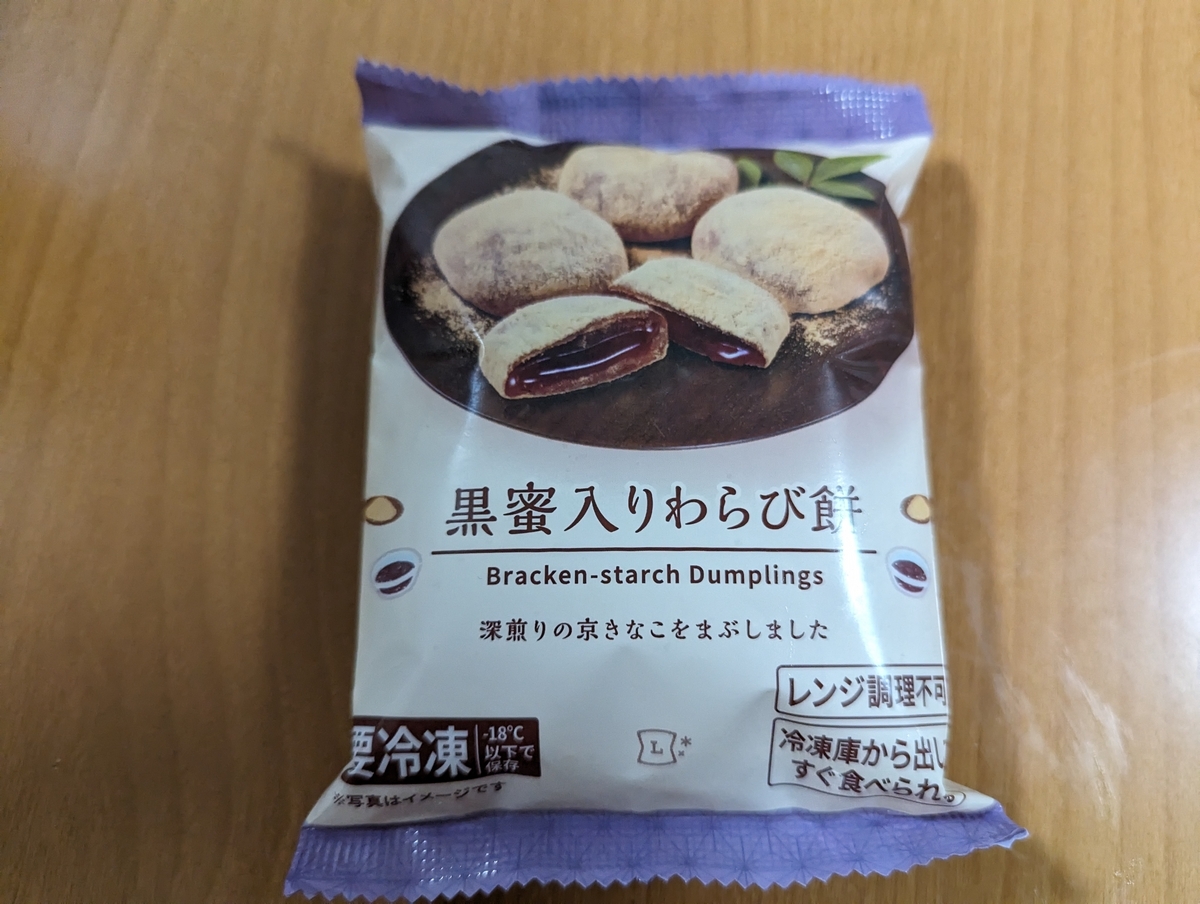 黒蜜入りわらび餅
Bracken-starch Dumplings
深煎りの京きなこをまぶしました
レンジ調理不可
要冷凍
-18℃
以下で
保存
L
冷凍庫から出して
すぐ食べられる
※写真はイメージです